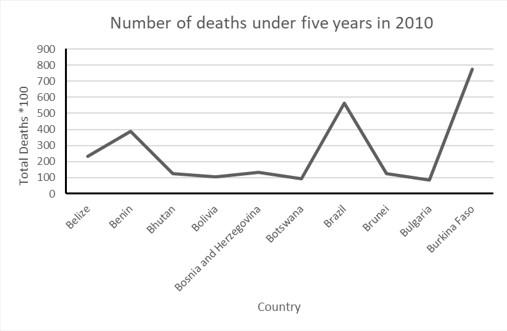 Number of deaths under five years in 2010
Total Deaths *100
900
800
700
600
500
400
300
200
100
0
Belize
Benin
Bhutan
Bolivia
Bosnia and Herzegovina
Botswana
Brazil
Brunei
Bulgaria
Burkina Faso
Country